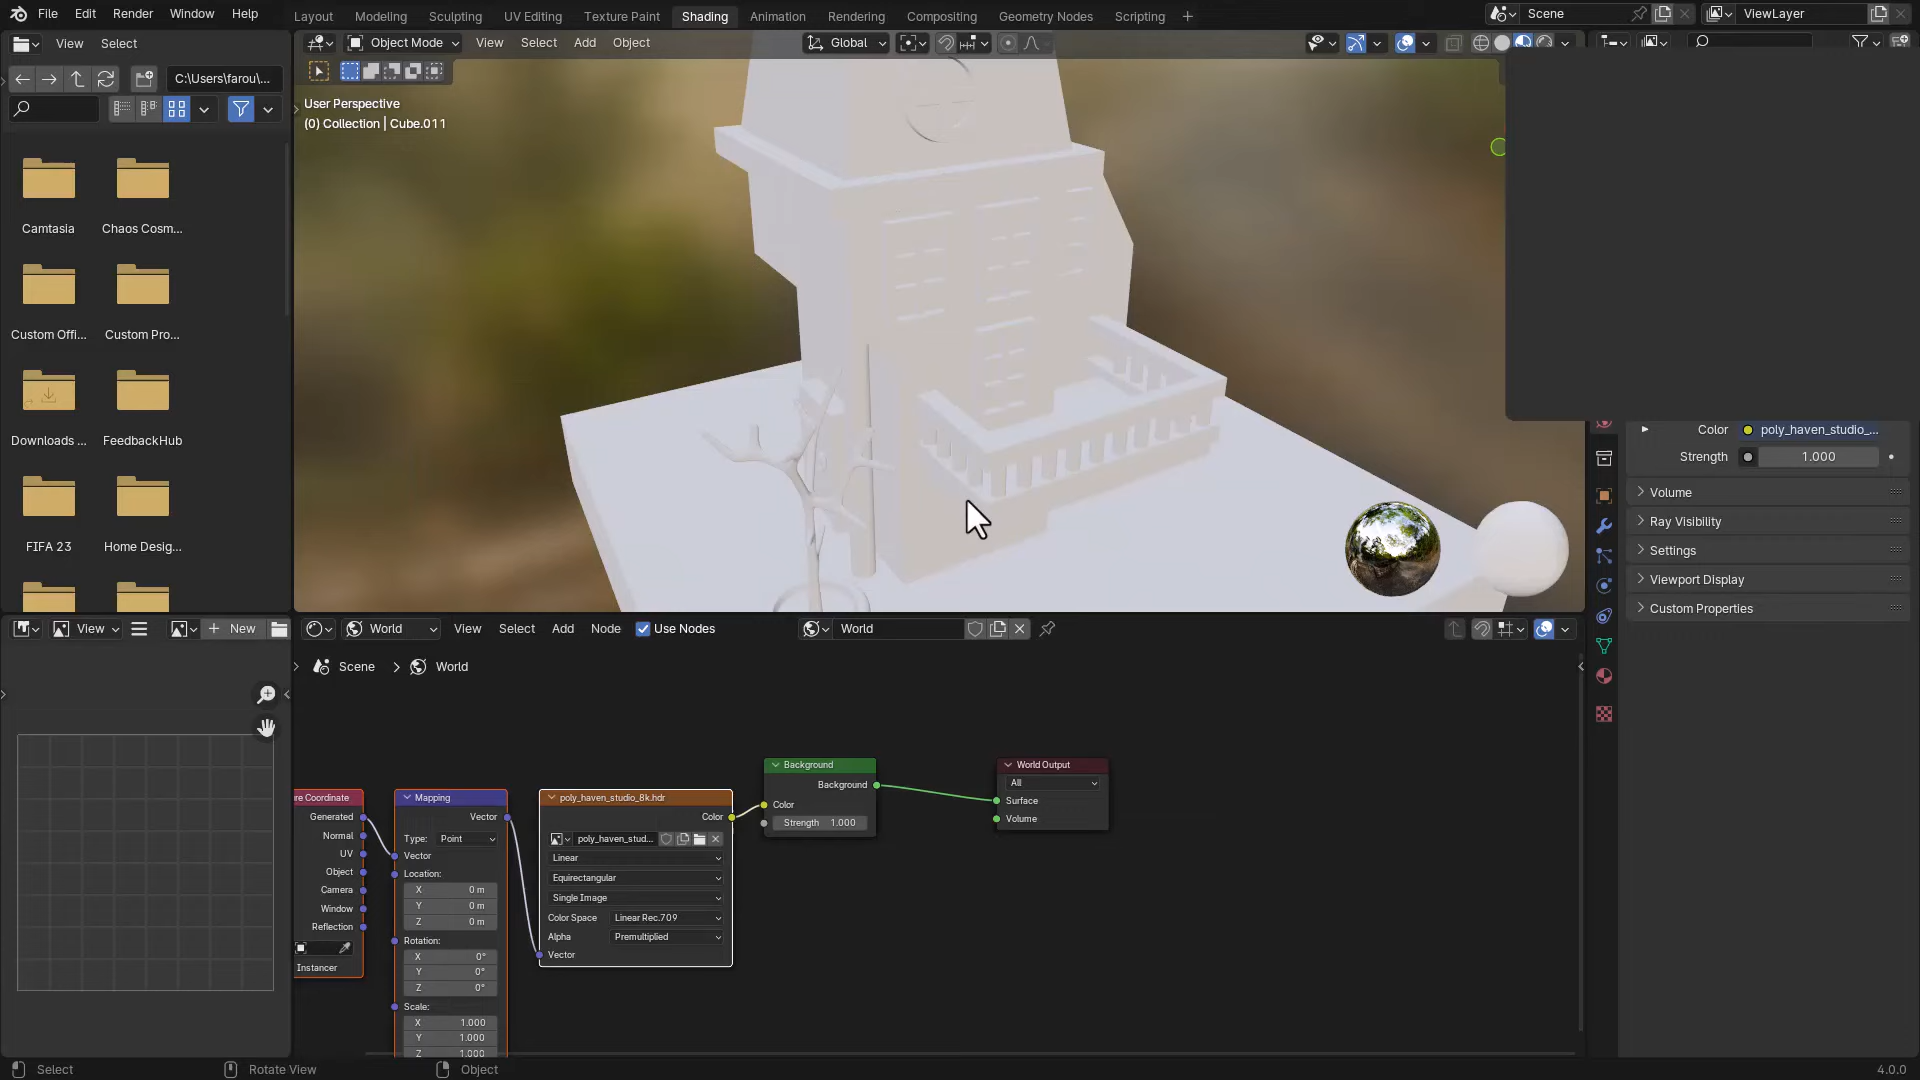 File Edit Render Window Help Layout Modeling Sculpting UV Editing Texture Paint Shading Animation Rendering Compositing Geometry Nodes Scripting + Scene ViewLayer
View Select Object Mode View Select Add Object Global
C:\Users\farou\...
User Perspective
(0) Collection | Cube.011
Camtasia Chaos Cosm...
Custom Offi... Custom Pro...
Downloads ... FeedbackHub
FIFA 23 Home Desig...
Color poly_haven_studio_...
Strength 1.000
Volume
Ray Visibility
Settings
Viewport Display
Custom Properties
View + New World View Select Add Node Use Nodes World
Scene > World
re Coordinate
Generated
Normal
UV
Object
Camera
Window
Reflection
Instancer
Mapping
Vector
Type: Point
Vector
Location:
X 0 m
Y 0 m
Z 0 m
Rotation:
X 0°
Y 0°
Z 0°
Scale:
X 1.000
Y 1.000
Z 1.000
poly_haven_studio_8k.hdr
Color
poly_haven_stud...
Linear
Equirectangular
Single Image
Color Space Linear Rec.709
Alpha Premultiplied
Vector
Background
Background
Color
Strength 1.000
World Output
All
Surface
Volume
Select Rotate View Object 4.0.0